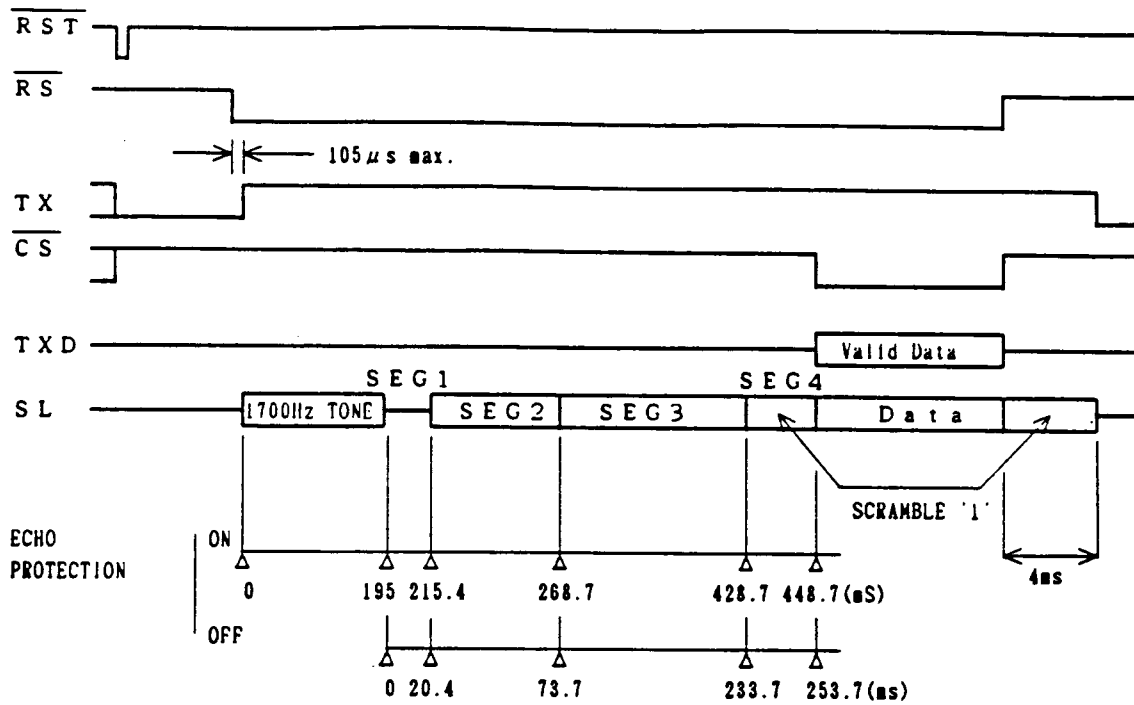 RST
RS
105μs max.
TX
CS
TXD Valid Data
SEG1 SEG4
SL 1700Hz TONE SEG2 SEG3 Data
SCRAMBLE '1'
ECHO PROTECTION
ON
0 195 215.4 268.7 428.7 448.7(mS)
4ms
OFF
0 20.4 73.7 233.7 253.7(ms)